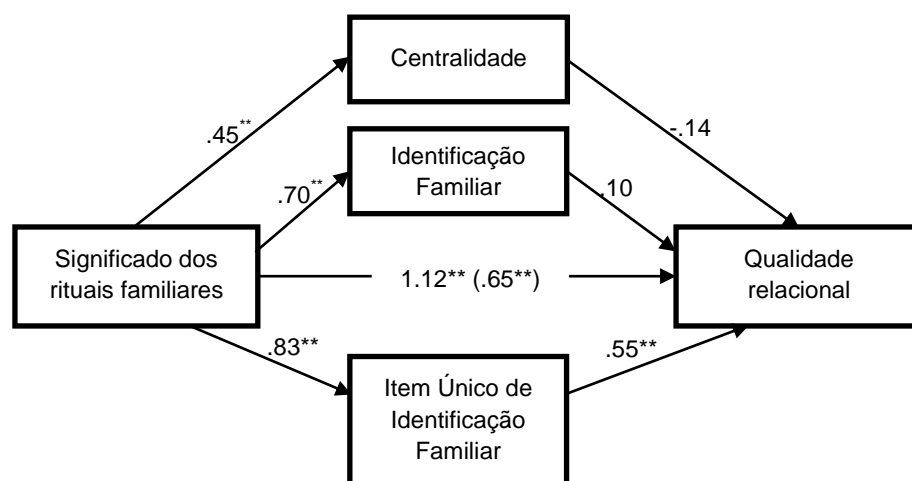 Centralidade
.45**
-.14
Identificação
Familiar
.70**
.10
Significado dos
rituais familiares
1.12** (.65**)
Qualidade
relacional
.83**
.55**
Item Único de
Identificação
Familiar